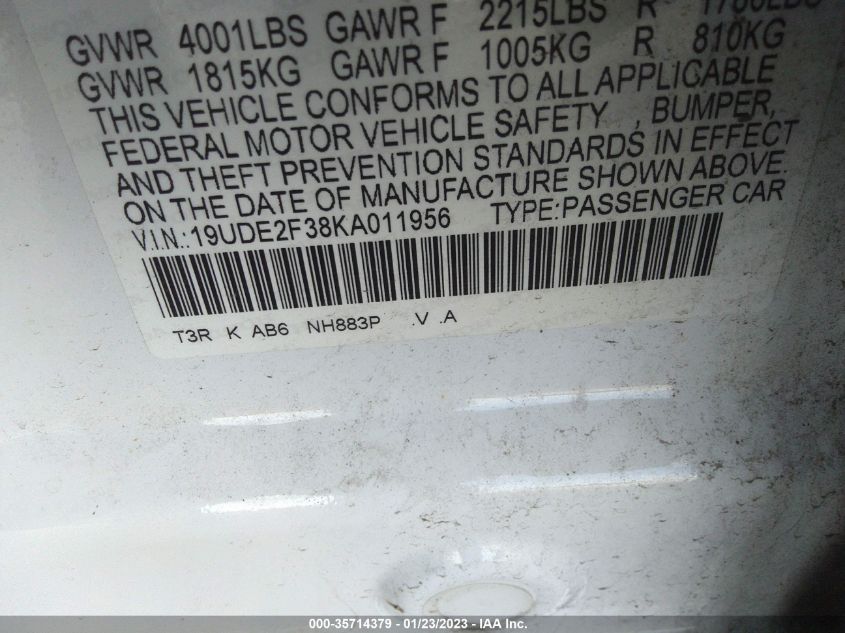 GVWR 4001LBS GAWR F 2215LBS R 1786LBS
GVWR 1815KG GAWR F 1005KG R 810KG
THIS VEHICLE CONFORMS TO ALL APPLICABLE
FEDERAL MOTOR VEHICLE SAFETY , BUMPER,
AND THEFT PREVENTION STANDARDS IN EFFECT
ON THE DATE OF MANUFACTURE SHOWN ABOVE.
V.I.N.:19UDE2F38KA011956 TYPE:PASSENGER CAR
T3R K AB6 NH883P .V .A
000-35714379 - 01/23/2023 - IAA Inc.